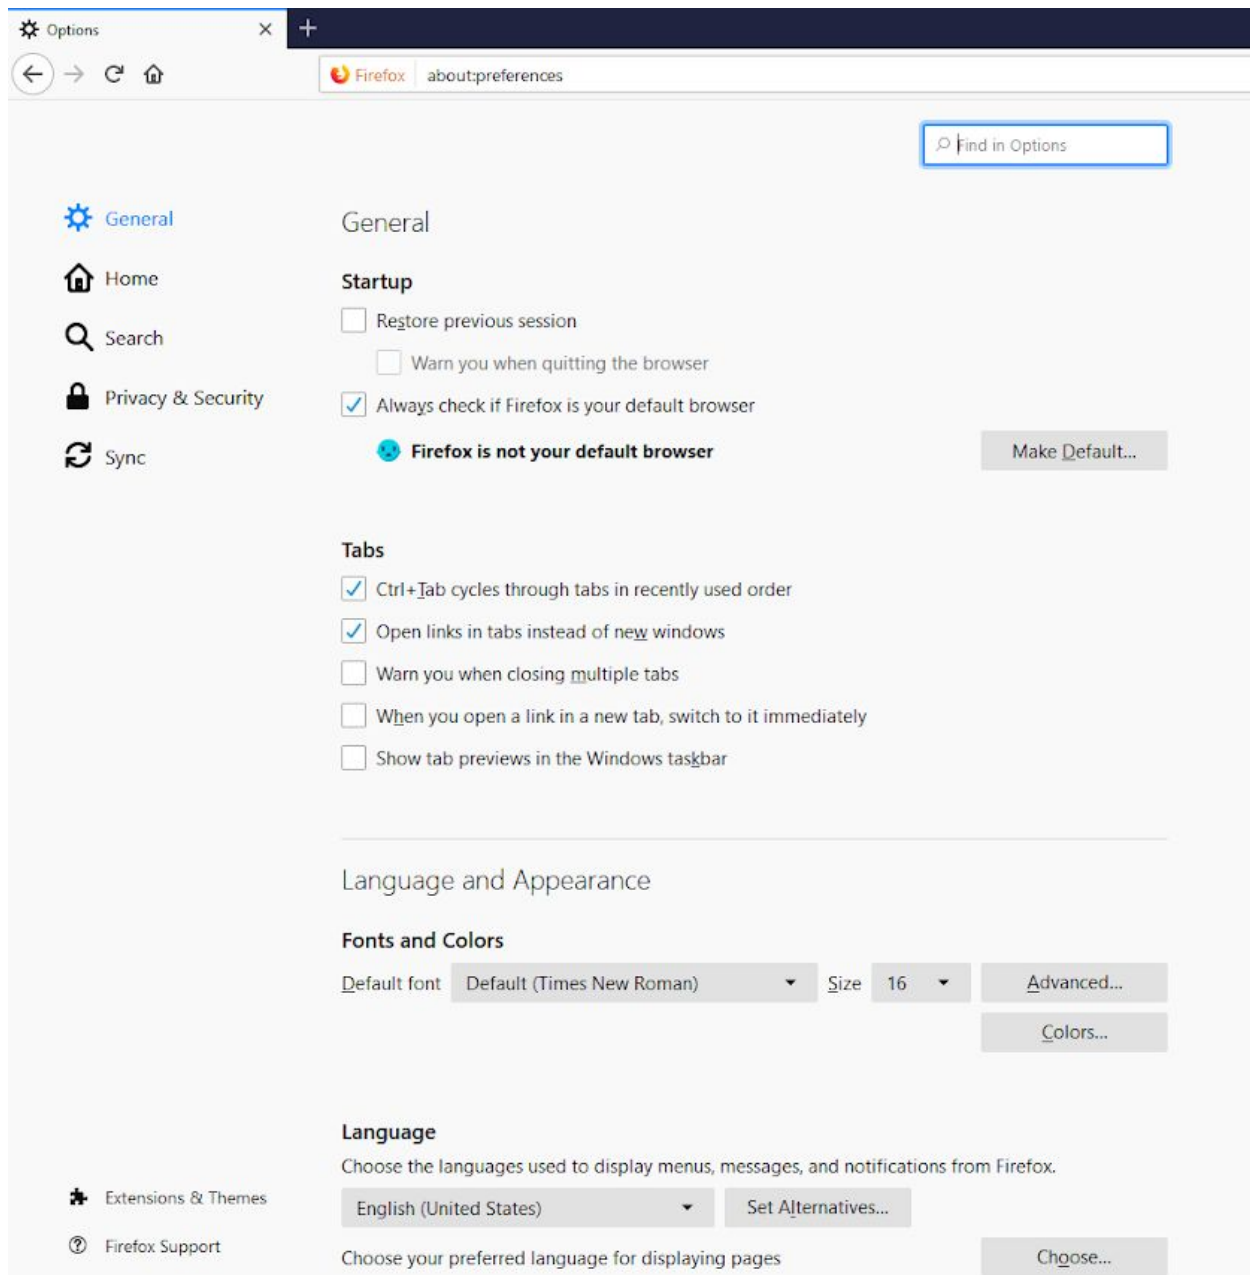 Options
Firefox about:preferences
Find in Options
General
Home
Search
Privacy & Security
Sync
Extensions & Themes
Firefox Support
General
Startup
Restore previous session
Warn you when quitting the browser
Always check if Firefox is your default browser
Firefox is not your default browser Make Default...
Tabs
Ctrl+Tab cycles through tabs in recently used order
Open links in tabs instead of new windows
Warn you when closing multiple tabs
When you open a link in a new tab, switch to it immediately
Show tab previews in the Windows taskbar
Language and Appearance
Fonts and Colors
Default font Default (Times New Roman) Size 16 Advanced...
Colors...
Language
Choose the languages used to display menus, messages, and notifications from Firefox.
English (United States) Set Alternatives...
Choose your preferred language for displaying pages Choose...